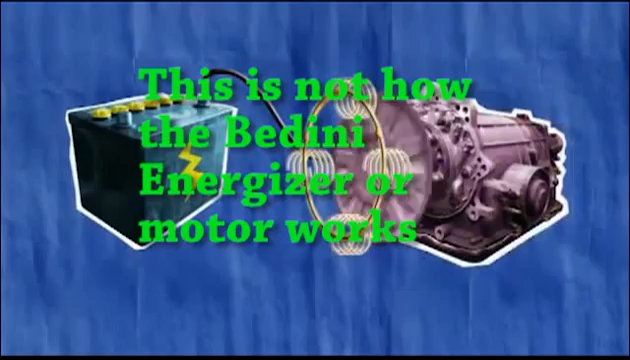 This is not how
the Bedini
Energizer or
motor works